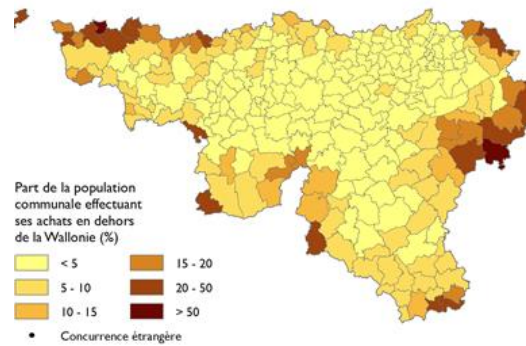 Part de la population
communale effectuant
ses achats en dehors
de la Wallonie (%)
< 5
15 - 20
5 - 10
20 - 50
10 - 15
> 50
Concurrence étrangère